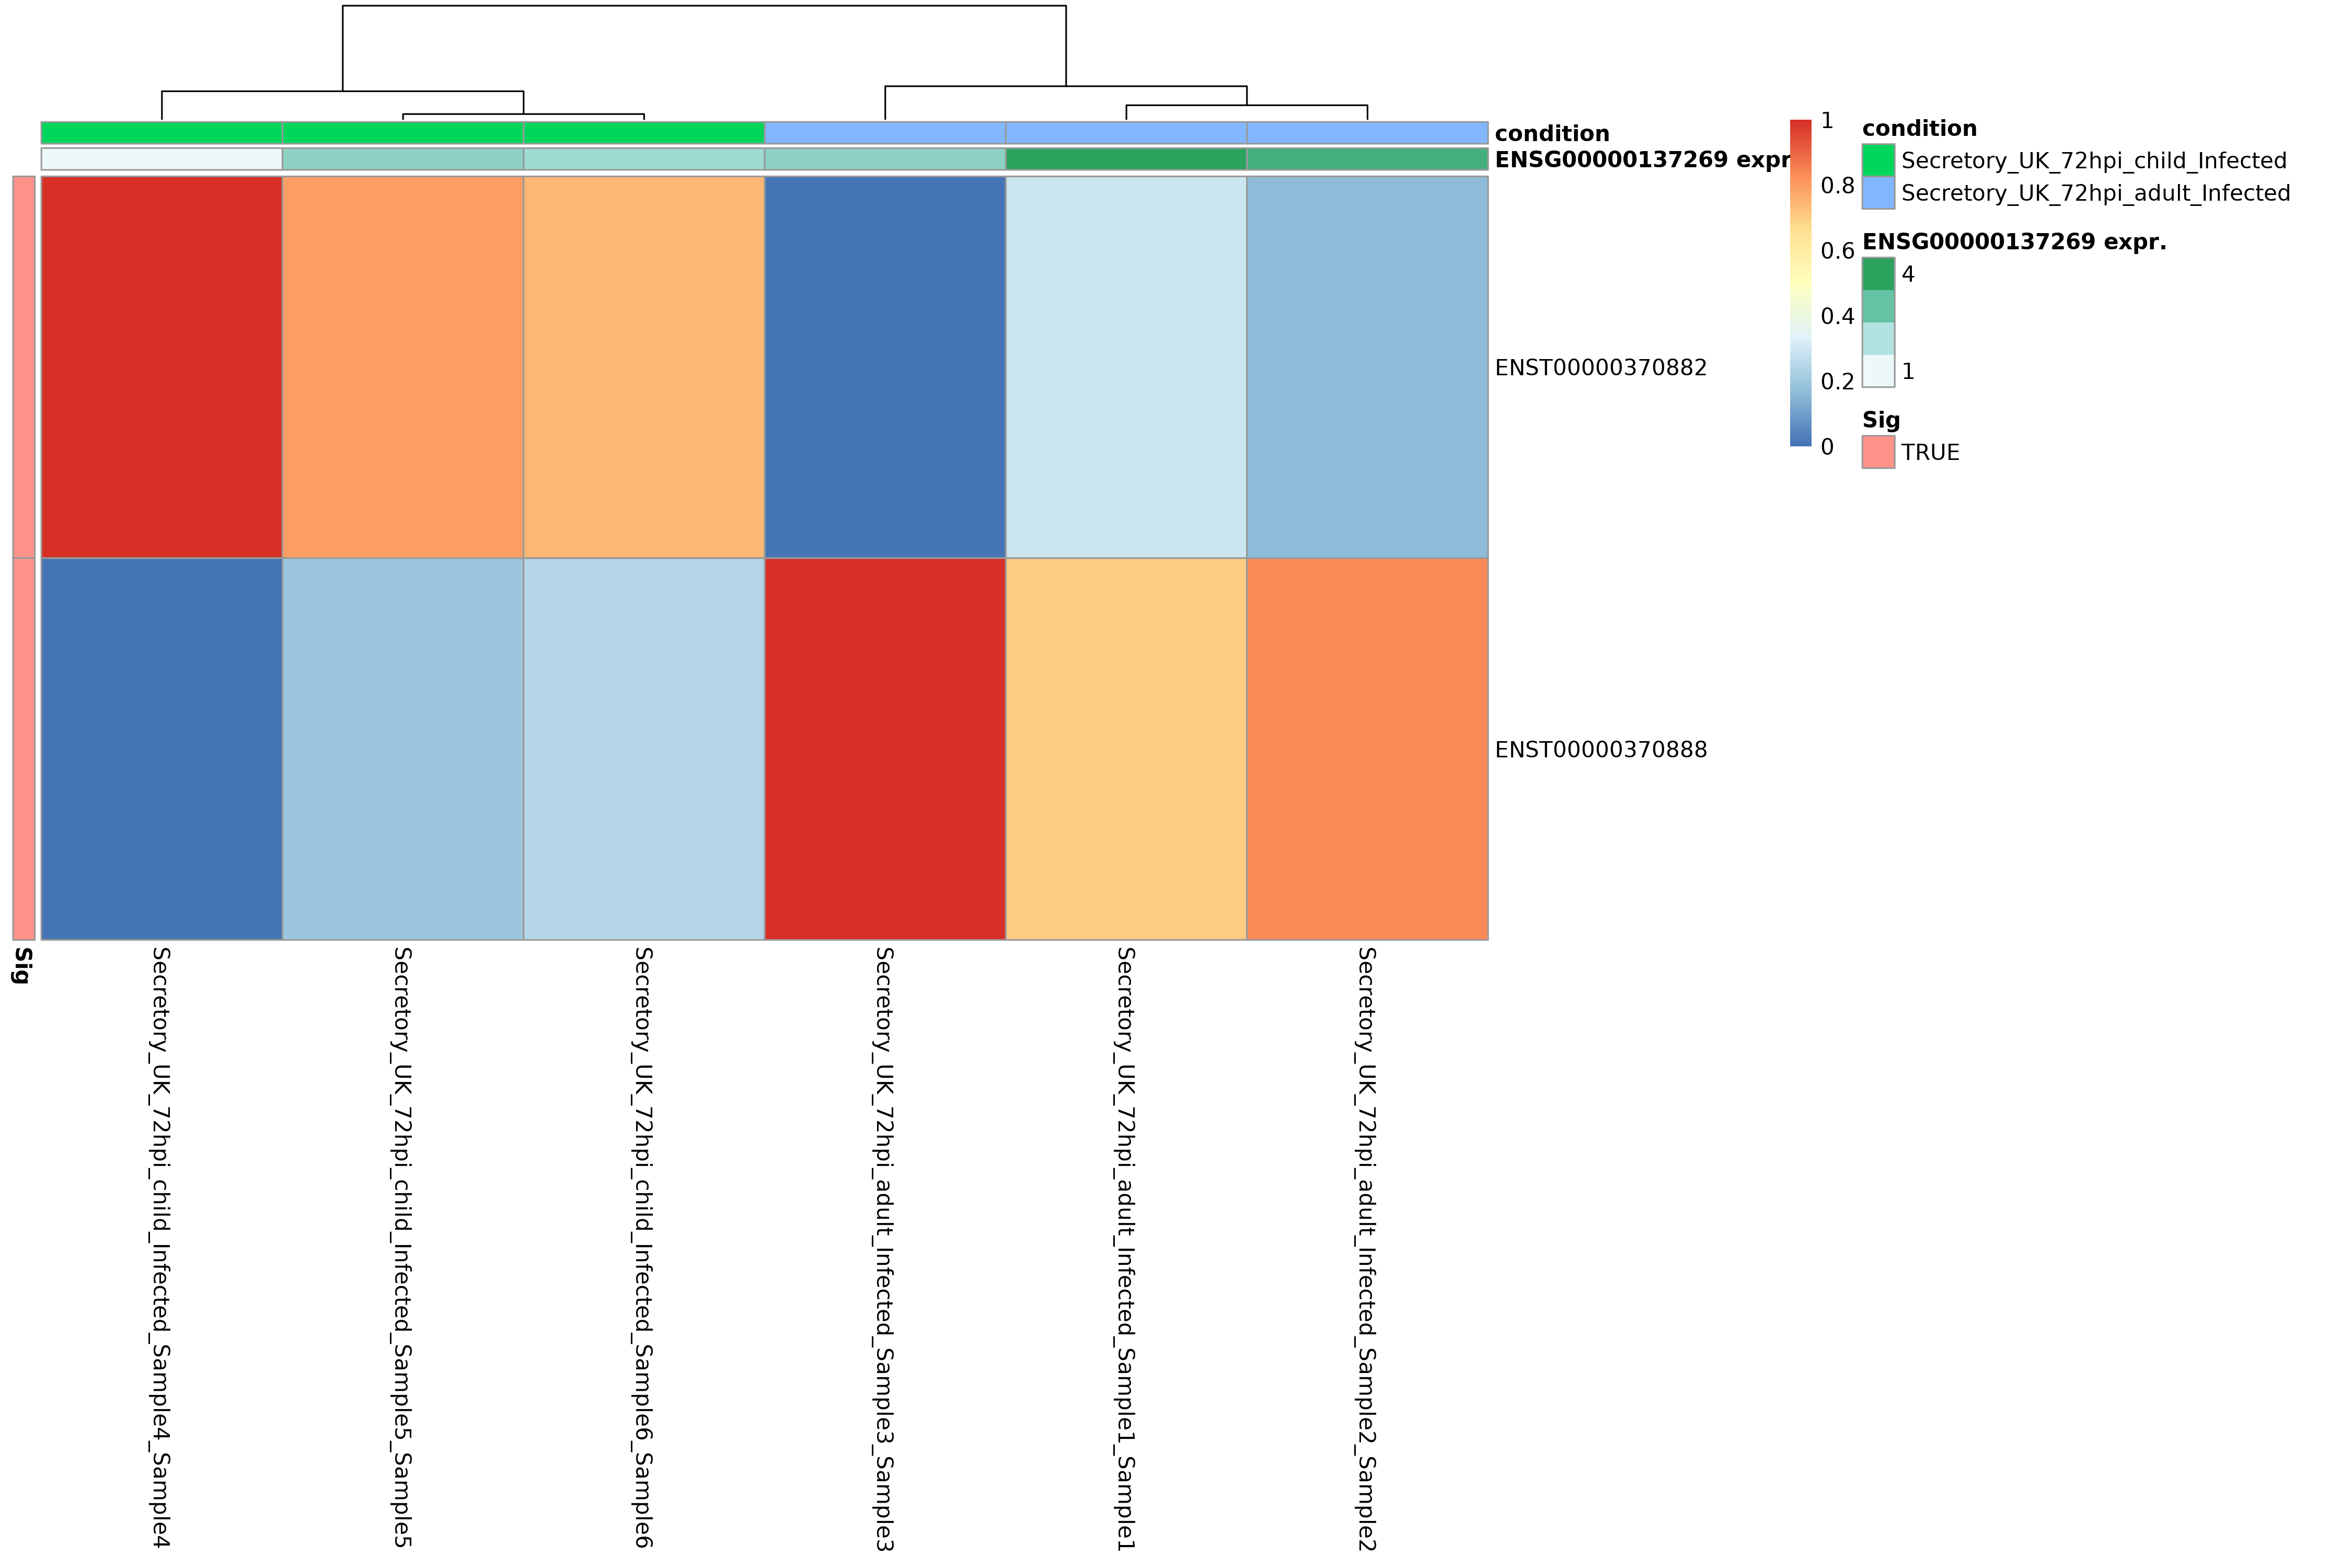 condition
ENSG00000137269 expr.
ENST00000370882
ENST00000370888
Sig
Secretory_UK_72hpi_child_Infected_Sample4_Sample4
Secretory_UK_72hpi_child_Infected_Sample5_Sample5
Secretory_UK_72hpi_child_Infected_Sample6_Sample6
Secretory_UK_72hpi_adult_Infected_Sample3_Sample3
Secretory_UK_72hpi_adult_Infected_Sample1_Sample1
Secretory_UK_72hpi_adult_Infected_Sample2_Sample2
1
0.8
0.6
0.4
0.2
0
condition
Secretory_UK_72hpi_child_Infected
Secretory_UK_72hpi_adult_Infected
ENSG00000137269 expr.
4
1
Sig
TRUE